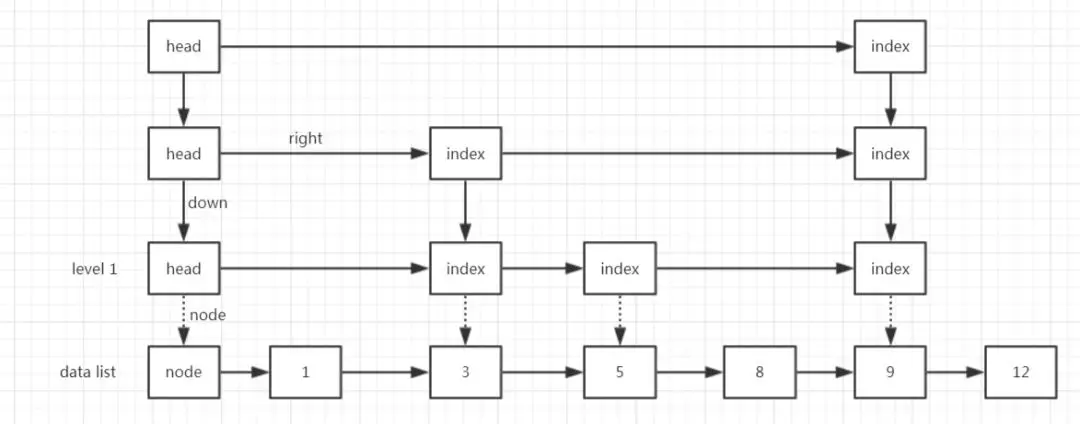 head index
right
head index index
down
level 1 head index index index
node
data list node 1 3 5 8 9 12